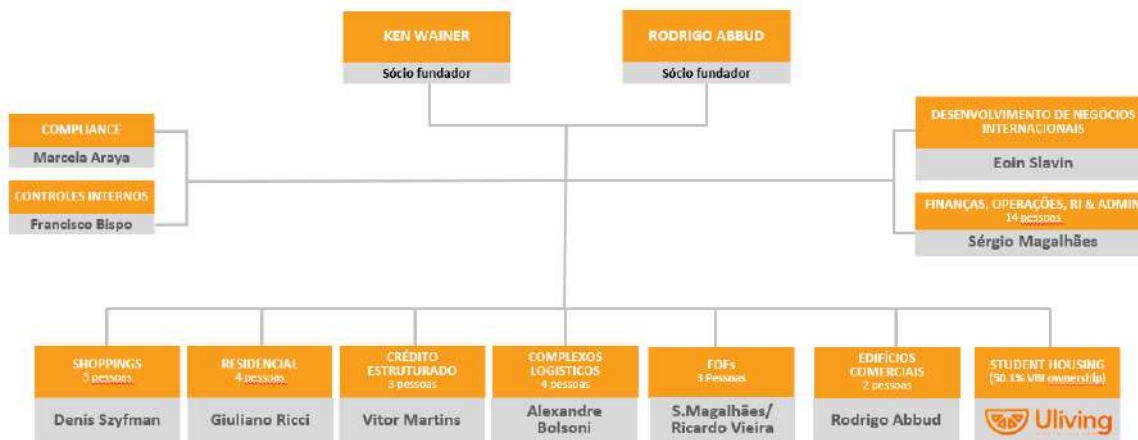 KEN WAINER
Sócio fundador
RODRIGO ABBUD
Sócio fundador
COMPLIANCE
Marcela Araya
CONTROLES INTERNOS
Francisco Bispo
DESENVOLVIMENTO DE NEGÓCIOS
INTERNACIONAIS
Eoin Slavin
FINANÇAS, OPERAÇÕES, RI & ADMIN
14 pessoas
Sérgio Magalhães
SHOPPINGS
5 pessoas
Denis Szyfman
RESIDENCIAL
4 pessoas
Giuliano Ricci
CRÉDITO
ESTRUTURADO
3 pessoas
Vitor Martins
COMPLEXOS
LOGISTICOS
4 pessoas
Alexandre
Bolsoni
FOFs
3 Pessoas
S.Magalhães/
Ricardo Vieira
EDIFÍCIOS
COMERCIAIS
2 pessoas
Rodrigo Abbud
STUDENT HOUSING
(50.1% VBI ownership)
Uliving